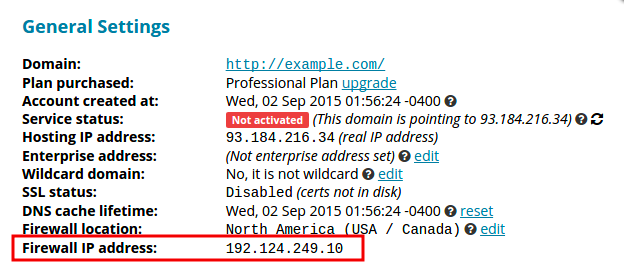 General Settings
Domain: http://example.com/
Plan purchased: Professional Plan upgrade
Account created at: Wed, 02 Sep 2015 01:56:24 -0400 ?
Service status: Not activated (This domain is pointing to 93.184.216.34) ?
Hosting IP address: 93.184.216.34 (real IP address)
Enterprise address: (Not enterprise address set) ? edit
Wildcard domain: No, it is not wildcard ? edit
SSL status: Disabled (certs not in disk)
DNS cache lifetime: Wed, 02 Sep 2015 01:56:24 -0400 ? reset
Firewall location: North America (USA / Canada) ? edit
Firewall IP address: 192.124.249.10